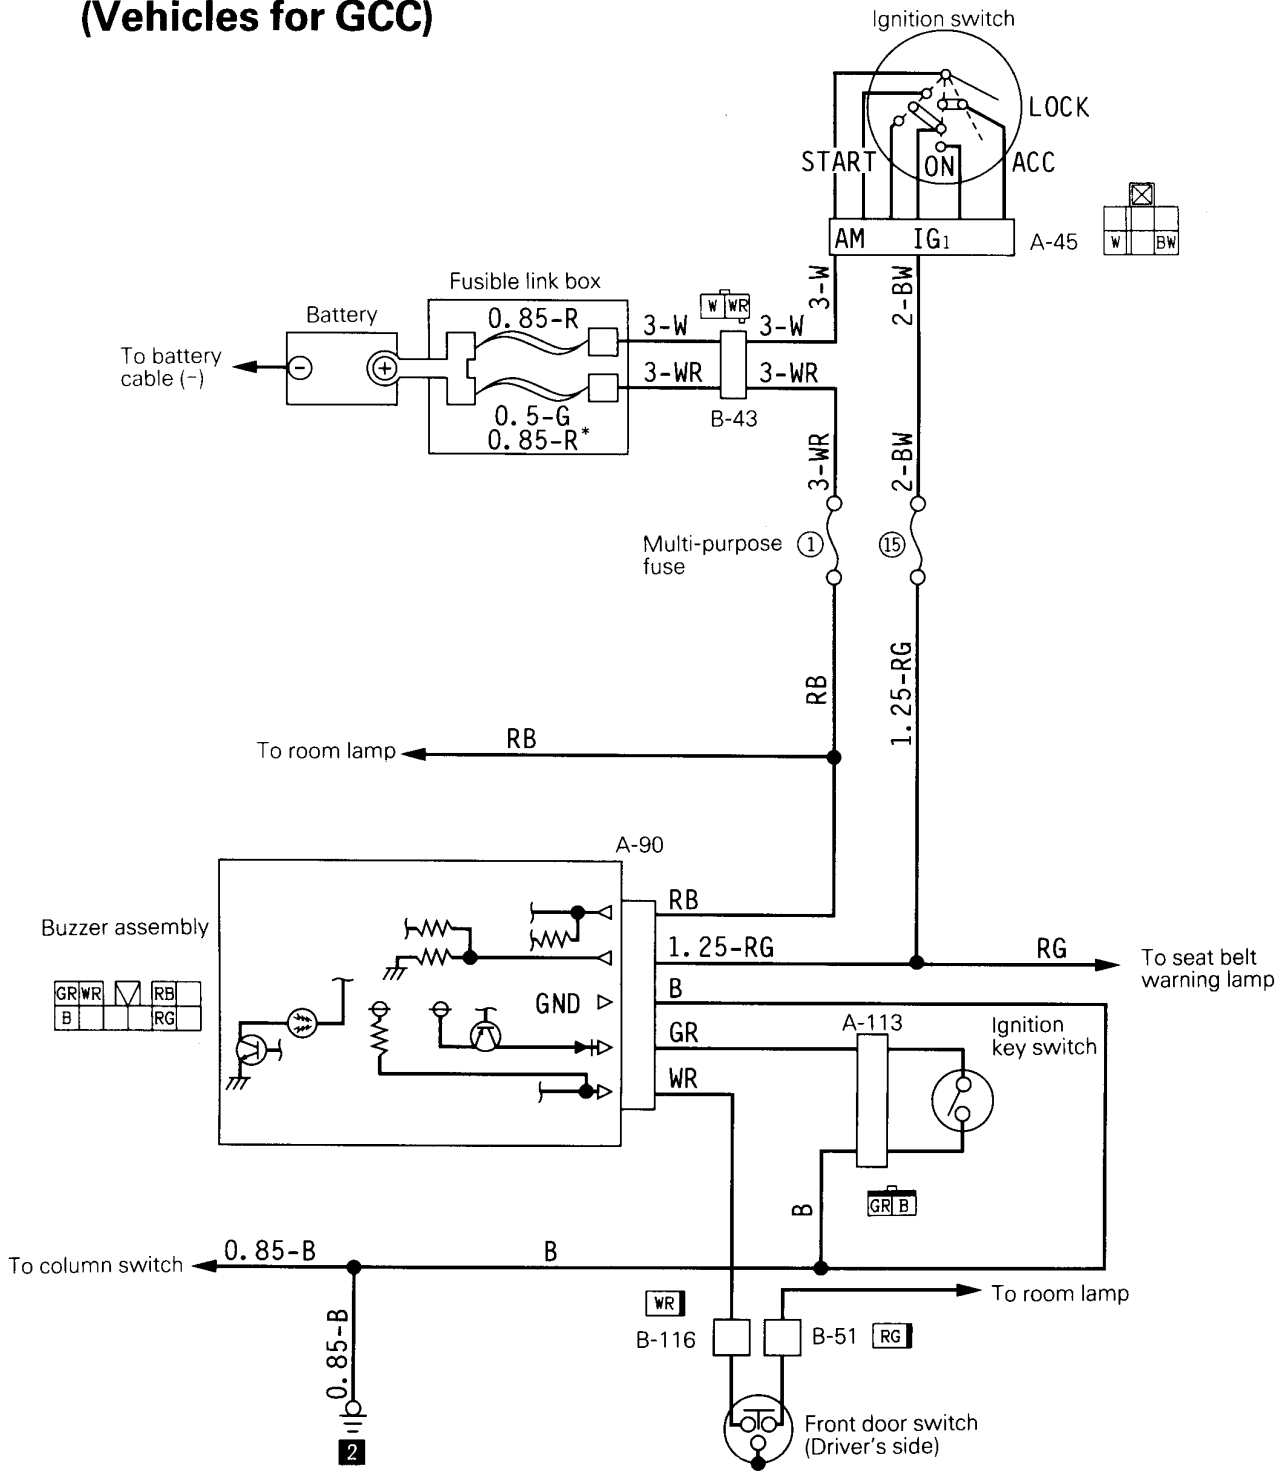 (Vehicles for GCC)
Ignition switch
LOCK
START
ON
ACC
AM
IG1
A-45
W
BW
Fusible link box
Battery
0.85-R
W
WR
3-W
3-W
3-W
2-BW
To battery
cable (−)
−
+
3-WR
3-WR
0.5-G
0.85-R*
B-43
3-WR
2-BW
Multi-purpose
fuse
1
15
RB
1.25-RG
To room lamp
RB
A-90
Buzzer assembly
RB
1.25-RG
RG
To seat belt
warning lamp
GR
WR
RB
B
RG
GND
B
GR
A-113
Ignition
key switch
WR
GR
B
B
To column switch
0.85-B
B
0.85-B
2
WR
B-116
B-51
RG
To room lamp
Front door switch
(Driver's side)